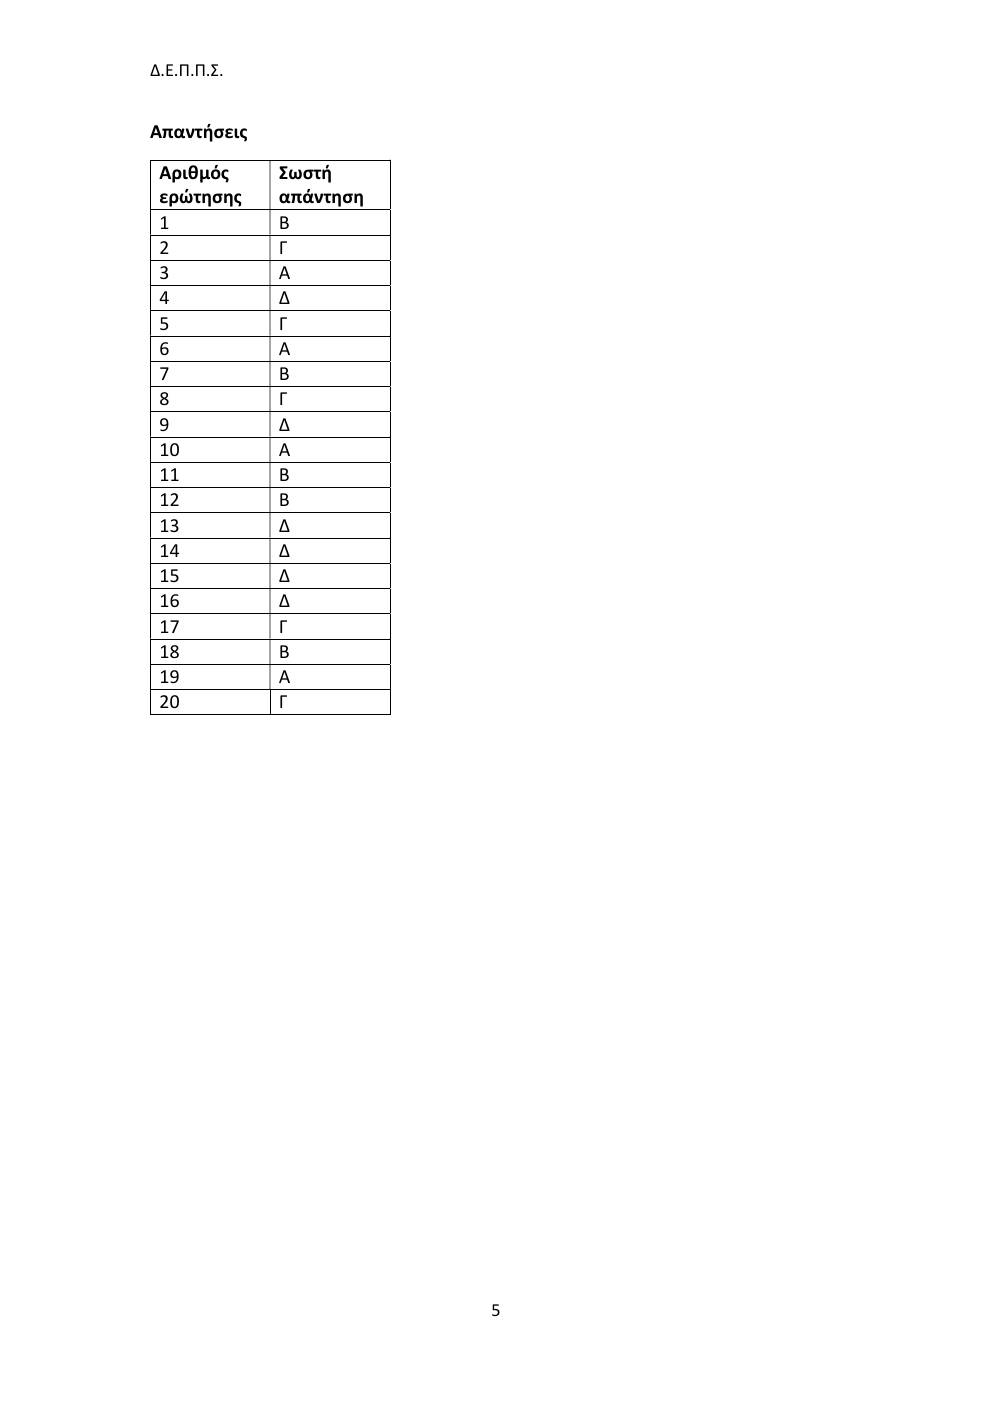 Δ.Ε.Π.Π.Σ.
Απαντήσεις
Αριθμός ερώτησης Σωστή απάντηση
1 Β
2 Γ
3 Α
4 Δ
5 Γ
6 Α
7 Β
8 Γ
9 Δ
10 Α
11 Β
12 Β
13 Δ
14 Δ
15 Δ
16 Δ
17 Γ
18 Β
19 Α
20 Γ
5